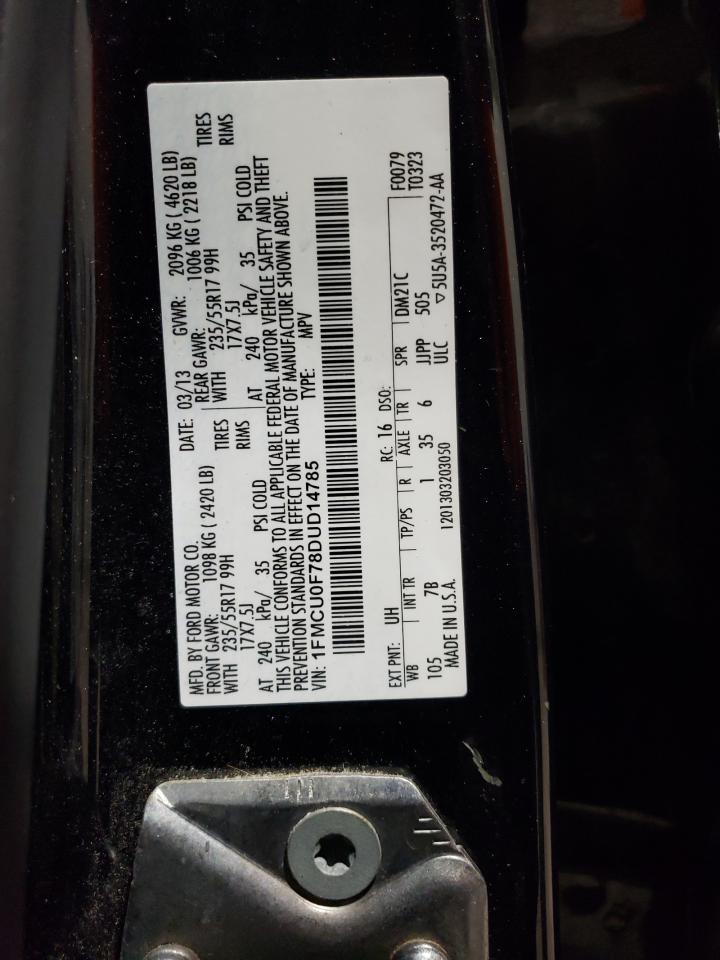 MFD. BY FORD MOTOR CO. DATE: 03/13 GVWR: 2096 KG ( 4620 LB)
FRONT GAWR: 1098 KG ( 2420 LB) REAR GAWR: 1006 KG ( 2218 LB)
WITH 235/55R17 99H TIRES WITH 235/55R17 99H TIRES
17X7.5J RIMS 17X7.5J RIMS
AT 240 kPa/ 35 PSI COLD AT 240 kPa/ 35 PSI COLD
THIS VEHICLE CONFORMS TO ALL APPLICABLE FEDERAL MOTOR VEHICLE SAFETY AND THEFT
PREVENTION STANDARDS IN EFFECT ON THE DATE OF MANUFACTURE SHOWN ABOVE.
VIN: 1FMCU0F78DUD14785 TYPE: MPV
EXT PNT: UH RC: 16 DSO: F0079
WB INT TR TP/PS R AXLE TR SPR DM21C T0323
105 7B 1 35 6 JJPP 505
MADE IN U.S.A. 1201303203050 ULC ▽5U5A-3520472-AA